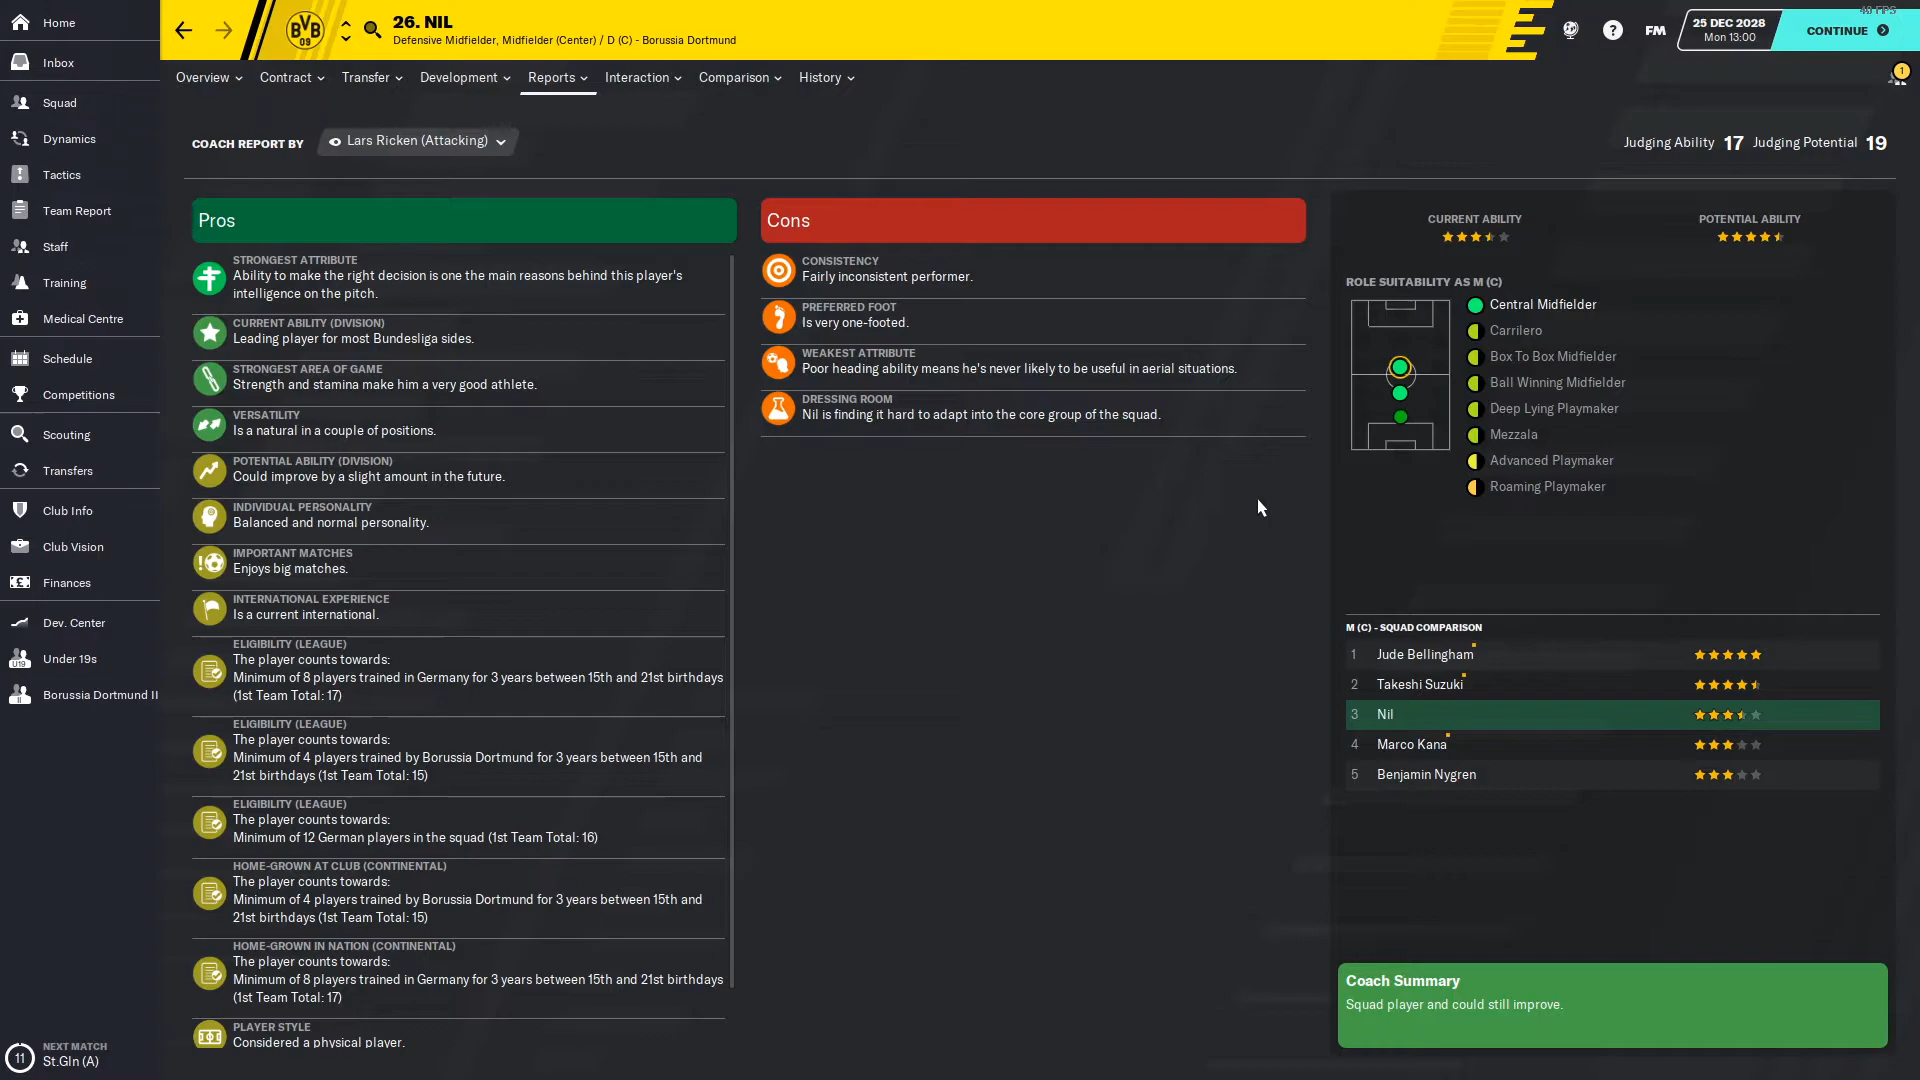 Home
Inbox
Squad
Dynamics
Tactics
Team Report
Staff
Training
Medical Centre
Schedule
Competitions
Scouting
Transfers
Club Info
Club Vision
Finances
Dev. Center
U19
Under 19s
II
Borussia Dortmund II
11
NEXT MATCH
St.Gln (A)
BVB
09
26. NIL
Defensive Midfielder, Midfielder (Center) / D (C) - Borussia Dortmund
?
FM
25 DEC 2028
Mon 13:00
CONTINUE
1
Overview
Contract
Transfer
Development
Reports
Interaction
Comparison
History
COACH REPORT BY
Lars Ricken (Attacking)
Judging Ability 17 Judging Potential 19
Pros
STRONGEST ATTRIBUTE
Ability to make the right decision is one the main reasons behind this player's
intelligence on the pitch.
CURRENT ABILITY (DIVISION)
Leading player for most Bundesliga sides.
STRONGEST AREA OF GAME
Strength and stamina make him a very good athlete.
VERSATILITY
Is a natural in a couple of positions.
POTENTIAL ABILITY (DIVISION)
Could improve by a slight amount in the future.
INDIVIDUAL PERSONALITY
Balanced and normal personality.
IMPORTANT MATCHES
Enjoys big matches.
INTERNATIONAL EXPERIENCE
Is a current international.
ELIGIBILITY (LEAGUE)
The player counts towards:
Minimum of 8 players trained in Germany for 3 years between 15th and 21st birthdays
(1st Team Total: 17)
ELIGIBILITY (LEAGUE)
The player counts towards:
Minimum of 4 players trained by Borussia Dortmund for 3 years between 15th and
21st birthdays (1st Team Total: 15)
ELIGIBILITY (LEAGUE)
The player counts towards:
Minimum of 12 German players in the squad (1st Team Total: 16)
HOME-GROWN AT CLUB (CONTINENTAL)
The player counts towards:
Minimum of 4 players trained by Borussia Dortmund for 3 years between 15th and
21st birthdays (1st Team Total: 15)
HOME-GROWN IN NATION (CONTINENTAL)
The player counts towards:
Minimum of 8 players trained in Germany for 3 years between 15th and 21st birthdays
(1st Team Total: 17)
PLAYER STYLE
Considered a physical player.
Cons
CONSISTENCY
Fairly inconsistent performer.
PREFERRED FOOT
Is very one-footed.
WEAKEST ATTRIBUTE
Poor heading ability means he's never likely to be useful in aerial situations.
DRESSING ROOM
Nil is finding it hard to adapt into the core group of the squad.
CURRENT ABILITY
POTENTIAL ABILITY
ROLE SUITABILITY AS M (C)
Central Midfielder
Carrilero
Box To Box Midfielder
Ball Winning Midfielder
Deep Lying Playmaker
Mezzala
Advanced Playmaker
Roaming Playmaker
M (C) - SQUAD COMPARISON
1 Jude Bellingham
2 Takeshi Suzuki
3 Nil
4 Marco Kana
5 Benjamin Nygren
Coach Summary
Squad player and could still improve.